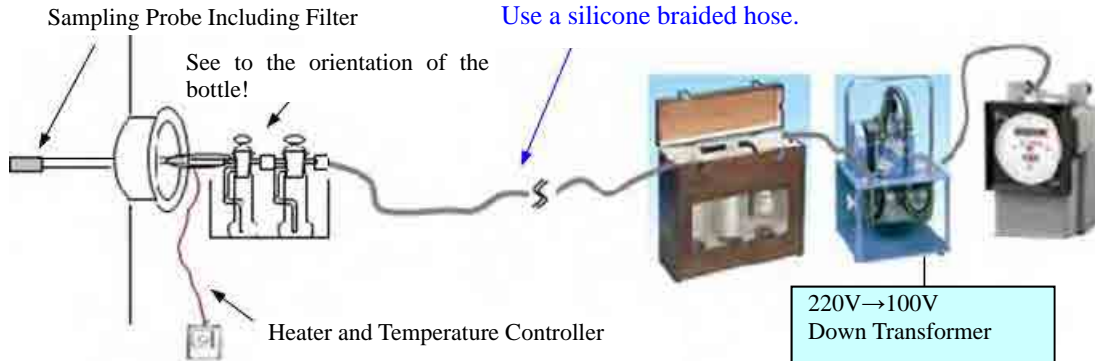 Sampling Probe Including Filter
Use a silicone braided hose.
See to the orientation of the
bottle!
Heater and Temperature Controller
220V→100V
Down Transformer